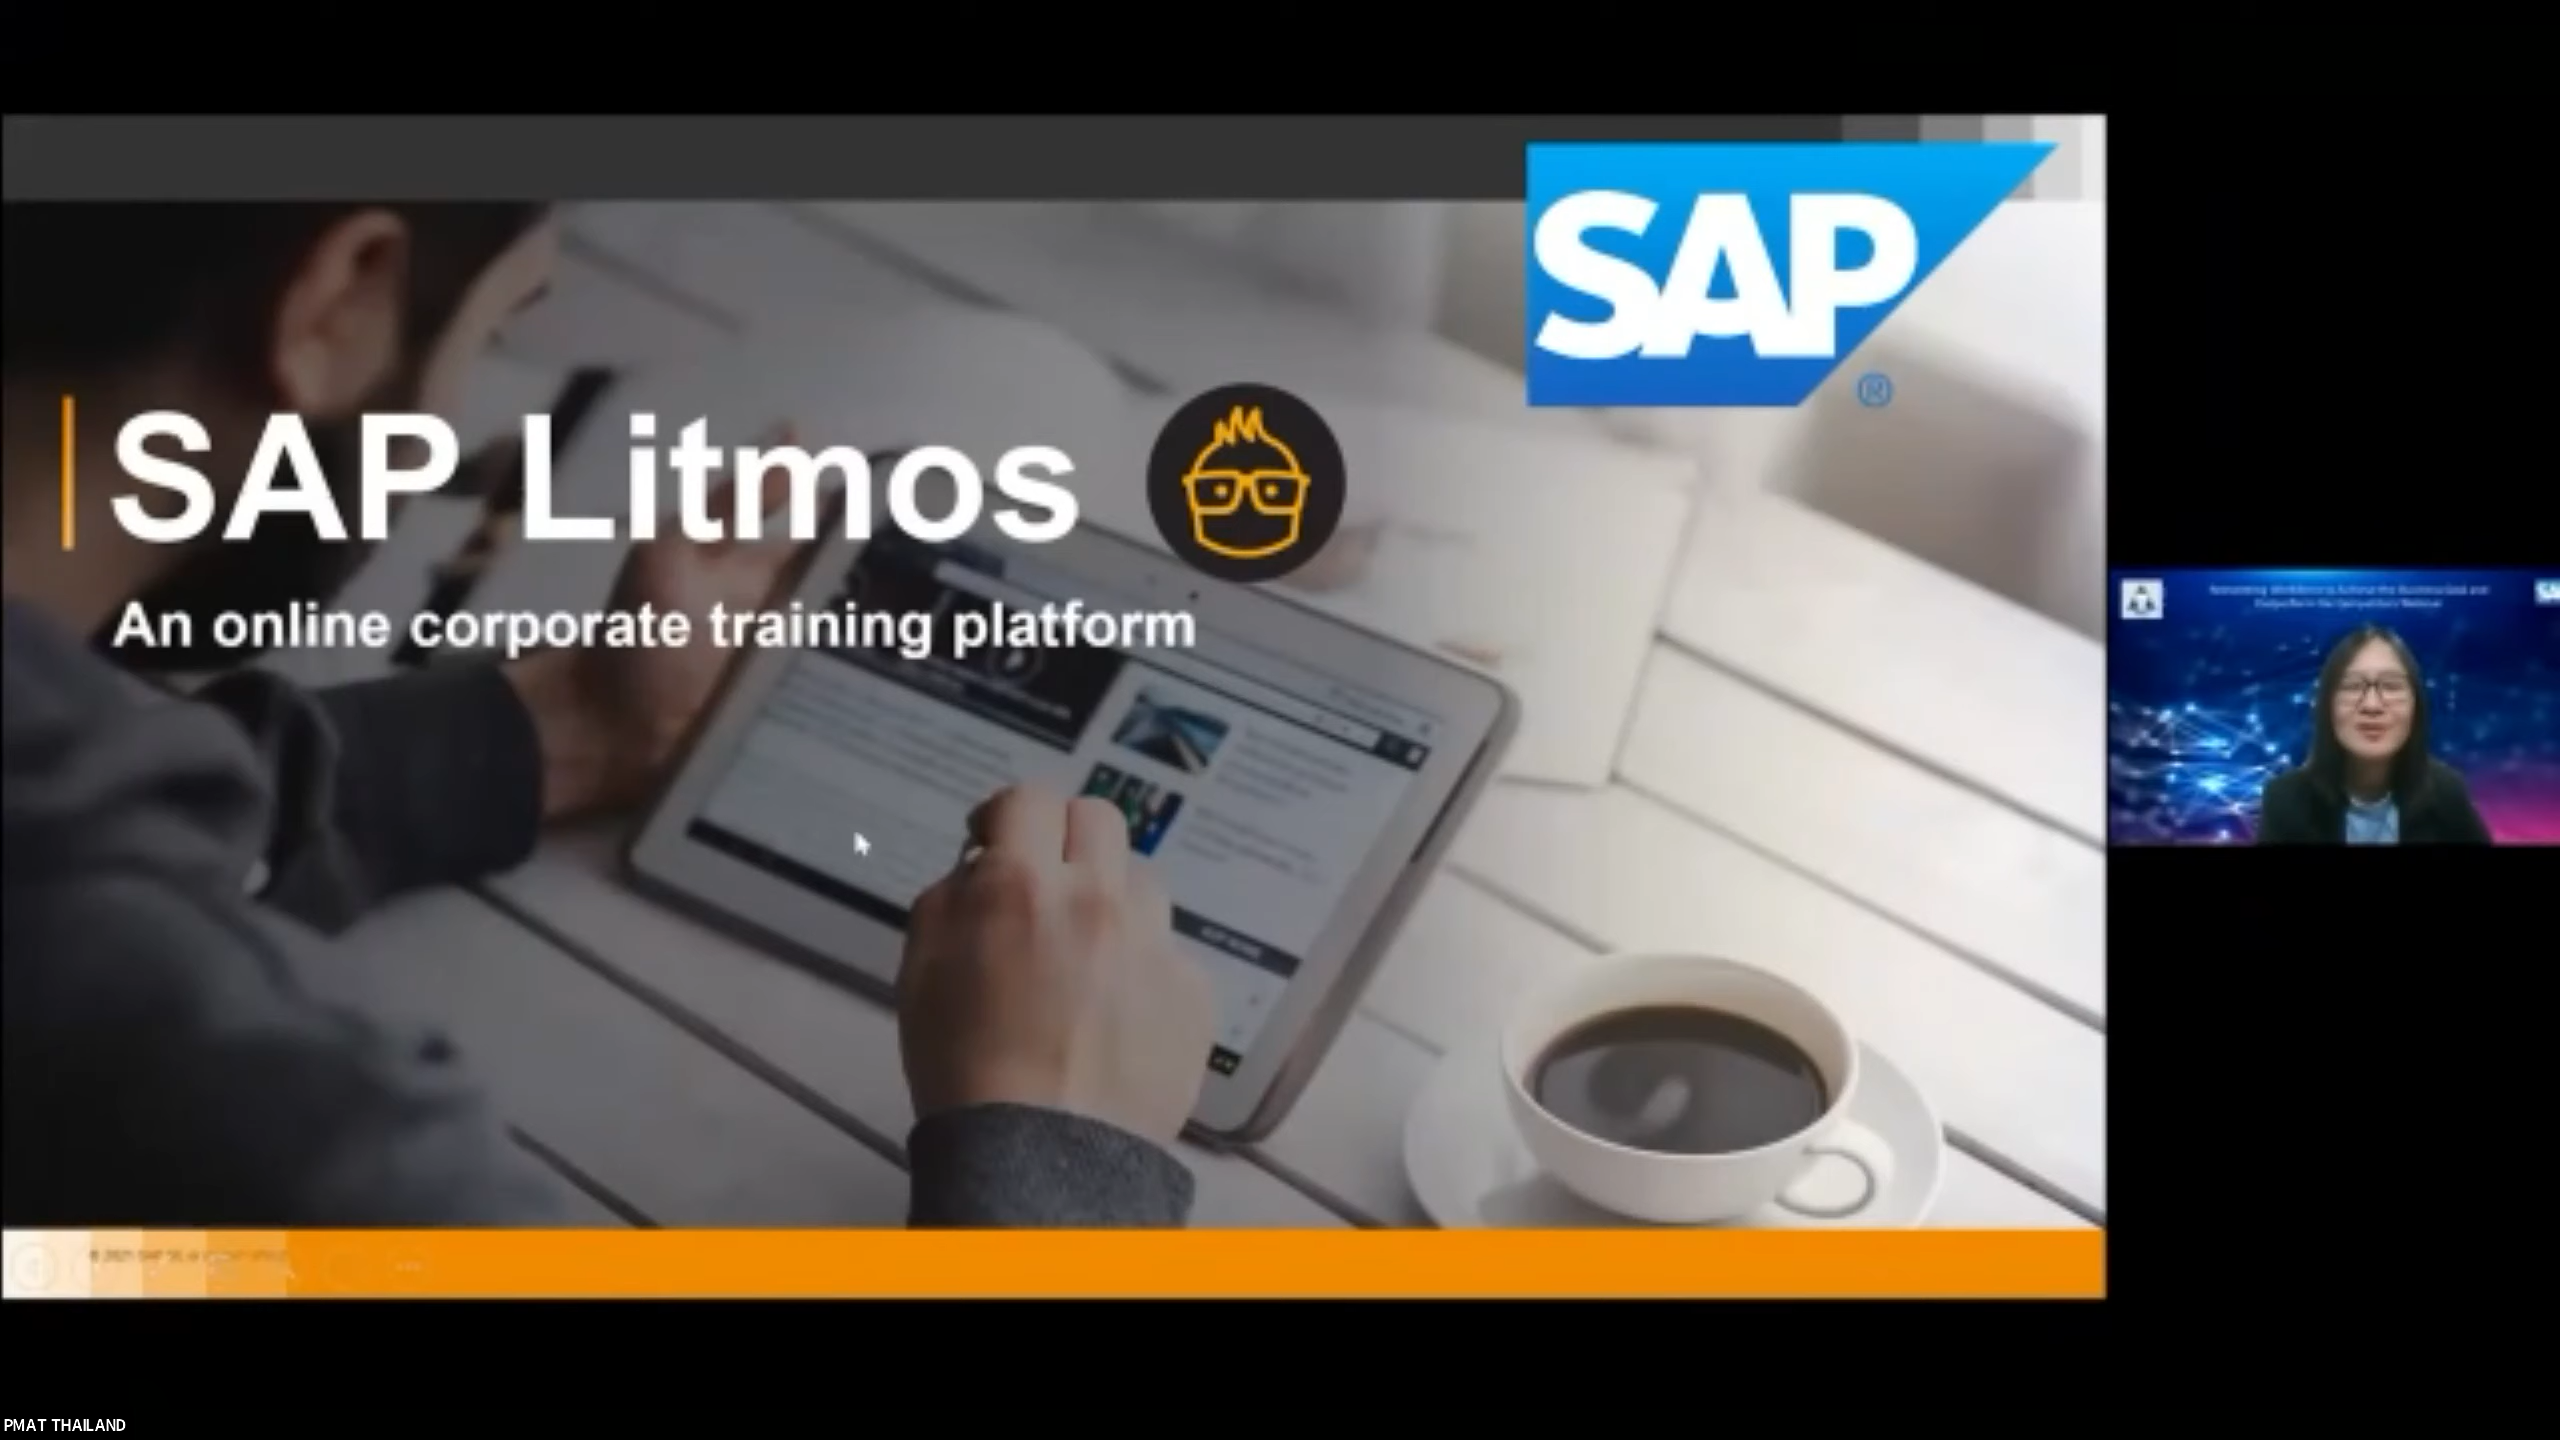 SAP
®
SAP Litmos
An online corporate training platform
PMAT THAILAND